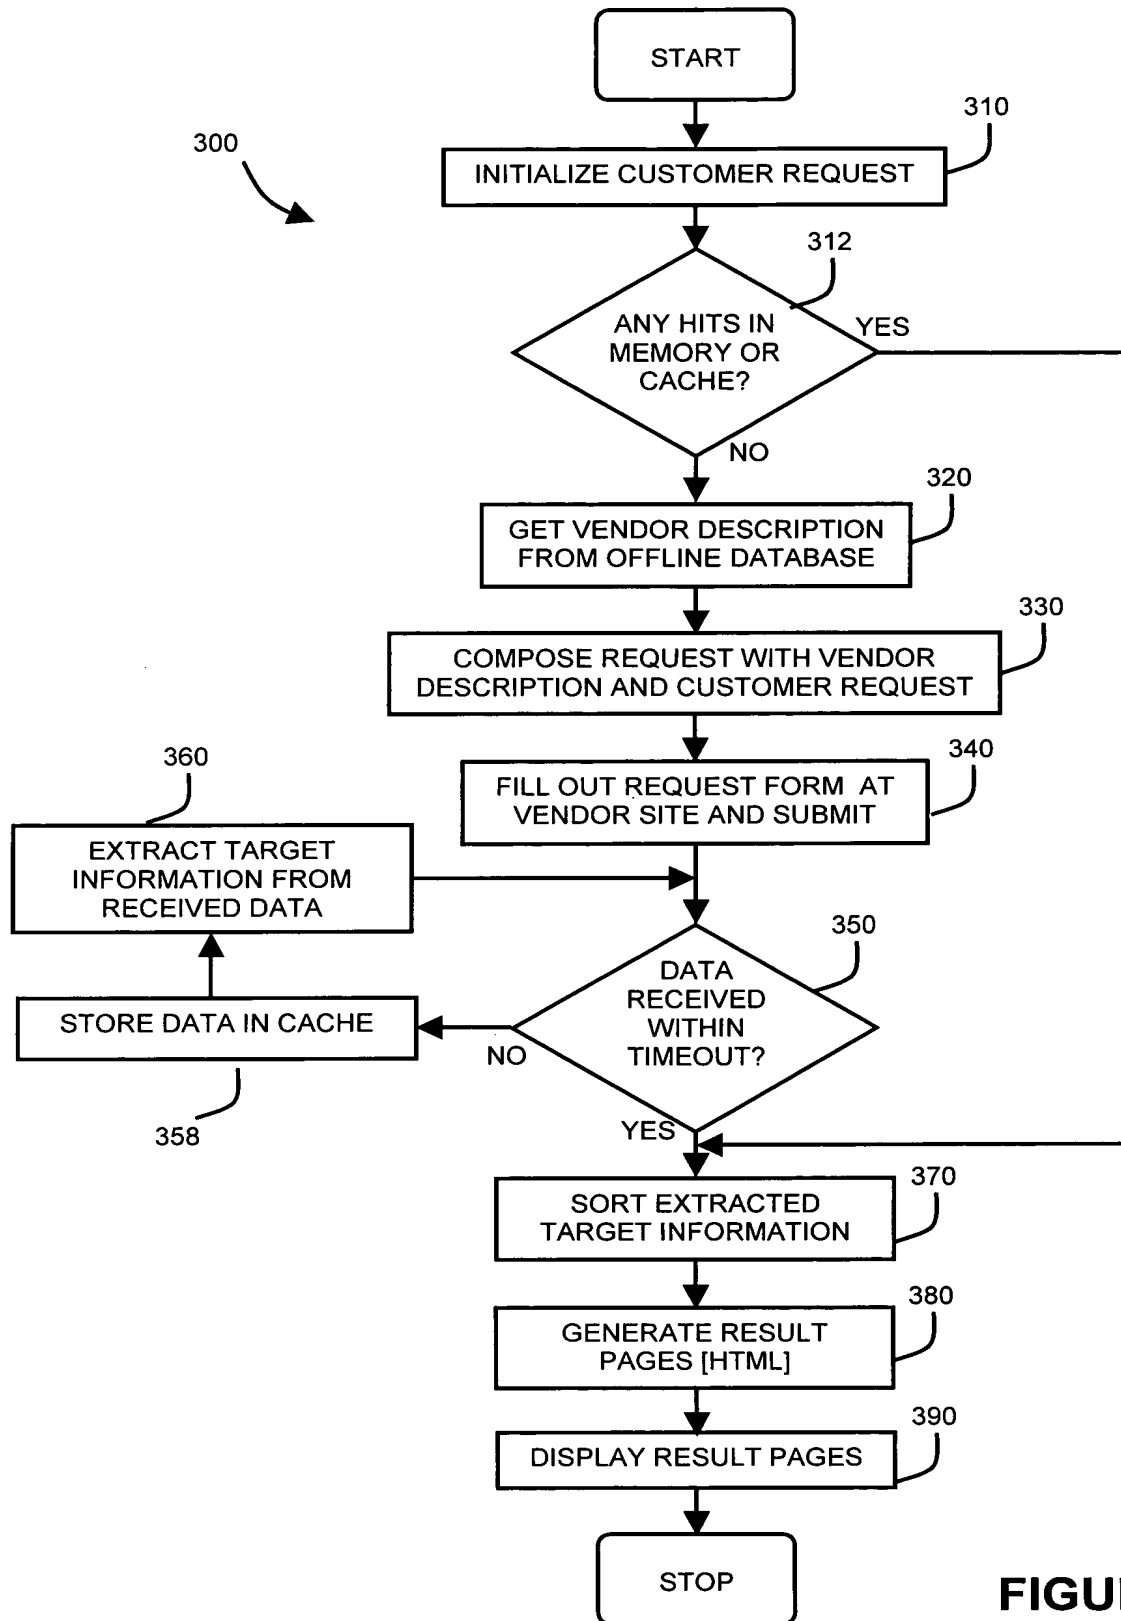 START
310
300
INITIALIZE CUSTOMER REQUEST
312
ANY HITS IN
MEMORY OR
CACHE?
YES
NO
320
GET VENDOR DESCRIPTION
FROM OFFLINE DATABASE
330
COMPOSE REQUEST WITH VENDOR
DESCRIPTION AND CUSTOMER REQUEST
340
FILL OUT REQUEST FORM AT
VENDOR SITE AND SUBMIT
360
EXTRACT TARGET
INFORMATION FROM
RECEIVED DATA
350
DATA
RECEIVED
WITHIN
TIMEOUT?
STORE DATA IN CACHE
NO
358
YES
370
SORT EXTRACTED
TARGET INFORMATION
380
GENERATE RESULT
PAGES [HTML]
390
DISPLAY RESULT PAGES
STOP